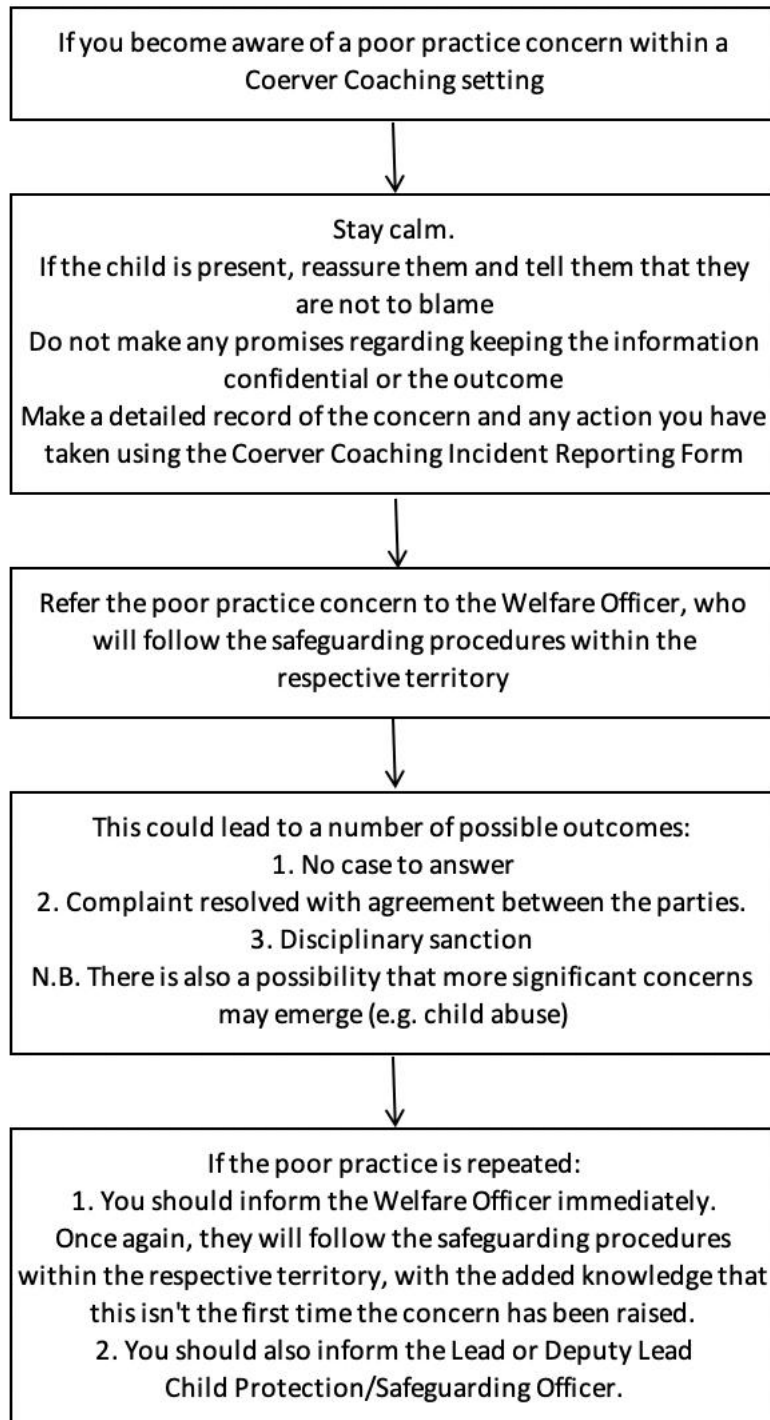 If you become aware of a poor practice concern within a
Coerver Coaching setting
Stay calm.
If the child is present, reassure them and tell them that they
are not to blame
Do not make any promises regarding keeping the information
confidential or the outcome
Make a detailed record of the concern and any action you have
taken using the Coerver Coaching Incident Reporting Form
Refer the poor practice concern to the Welfare Officer, who
will follow the safeguarding procedures within the
respective territory
This could lead to a number of possible outcomes:
1. No case to answer
2. Complaint resolved with agreement between the parties.
3. Disciplinary sanction
N.B. There is also a possibility that more significant concerns
may emerge (e.g. child abuse)
If the poor practice is repeated:
1. You should inform the Welfare Officer immediately.
Once again, they will follow the safeguarding procedures
within the respective territory, with the added knowledge that
this isn't the first time the concern has been raised.
2. You should also inform the Lead or Deputy Lead
Child Protection/Safeguarding Officer.